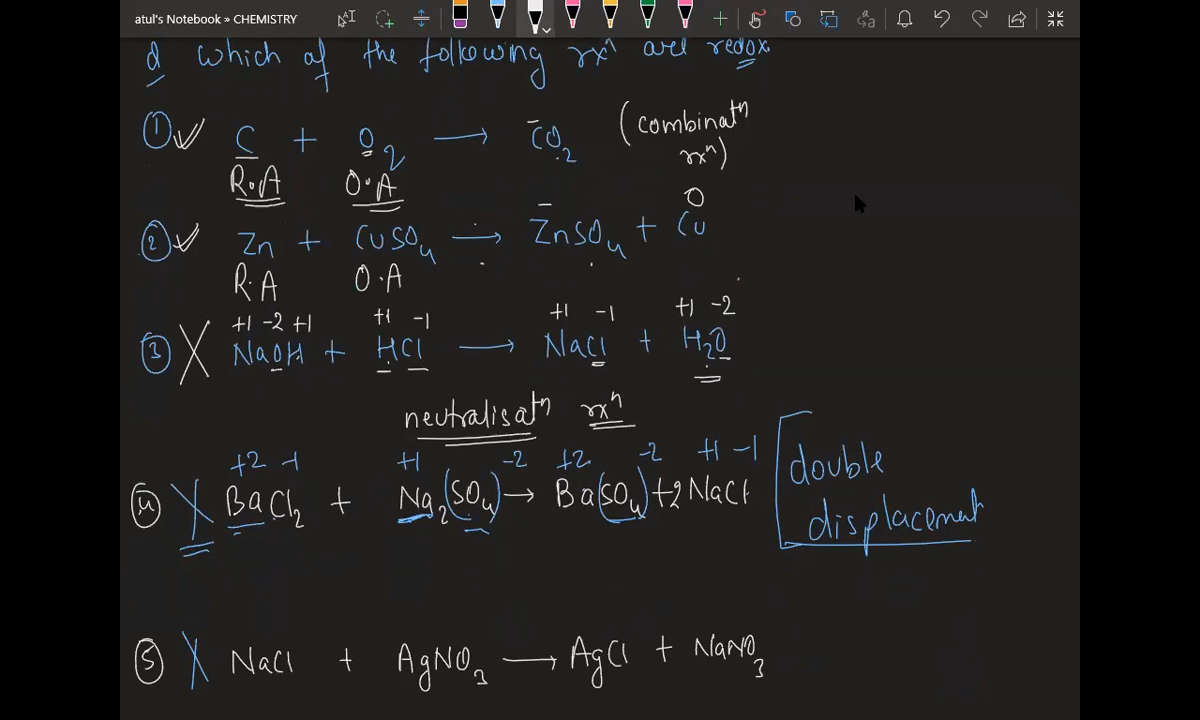 atul's Notebook » CHEMISTRY
d which of the following rxⁿ are redox
① C + O₂ → CO₂ (combinatⁿ
rxⁿ)
R.A O.A
0
② Zn + CuSO₄ → ZnSO₄ + Cu
R.A O.A
+1 -2 +1 +1 -1 +1 -1 +1 -2
③ NaOH + HCl → NaCl + H₂O
neutralisatⁿ rxⁿ
+2 -1 +1 -2 +2 -2 +1 -1
④ BaCl₂ + Na₂(SO₄) → Ba(SO₄) + 2NaCl
double
displacement
⑤ NaCl + AgNO₃ → AgCl + NaNO₃